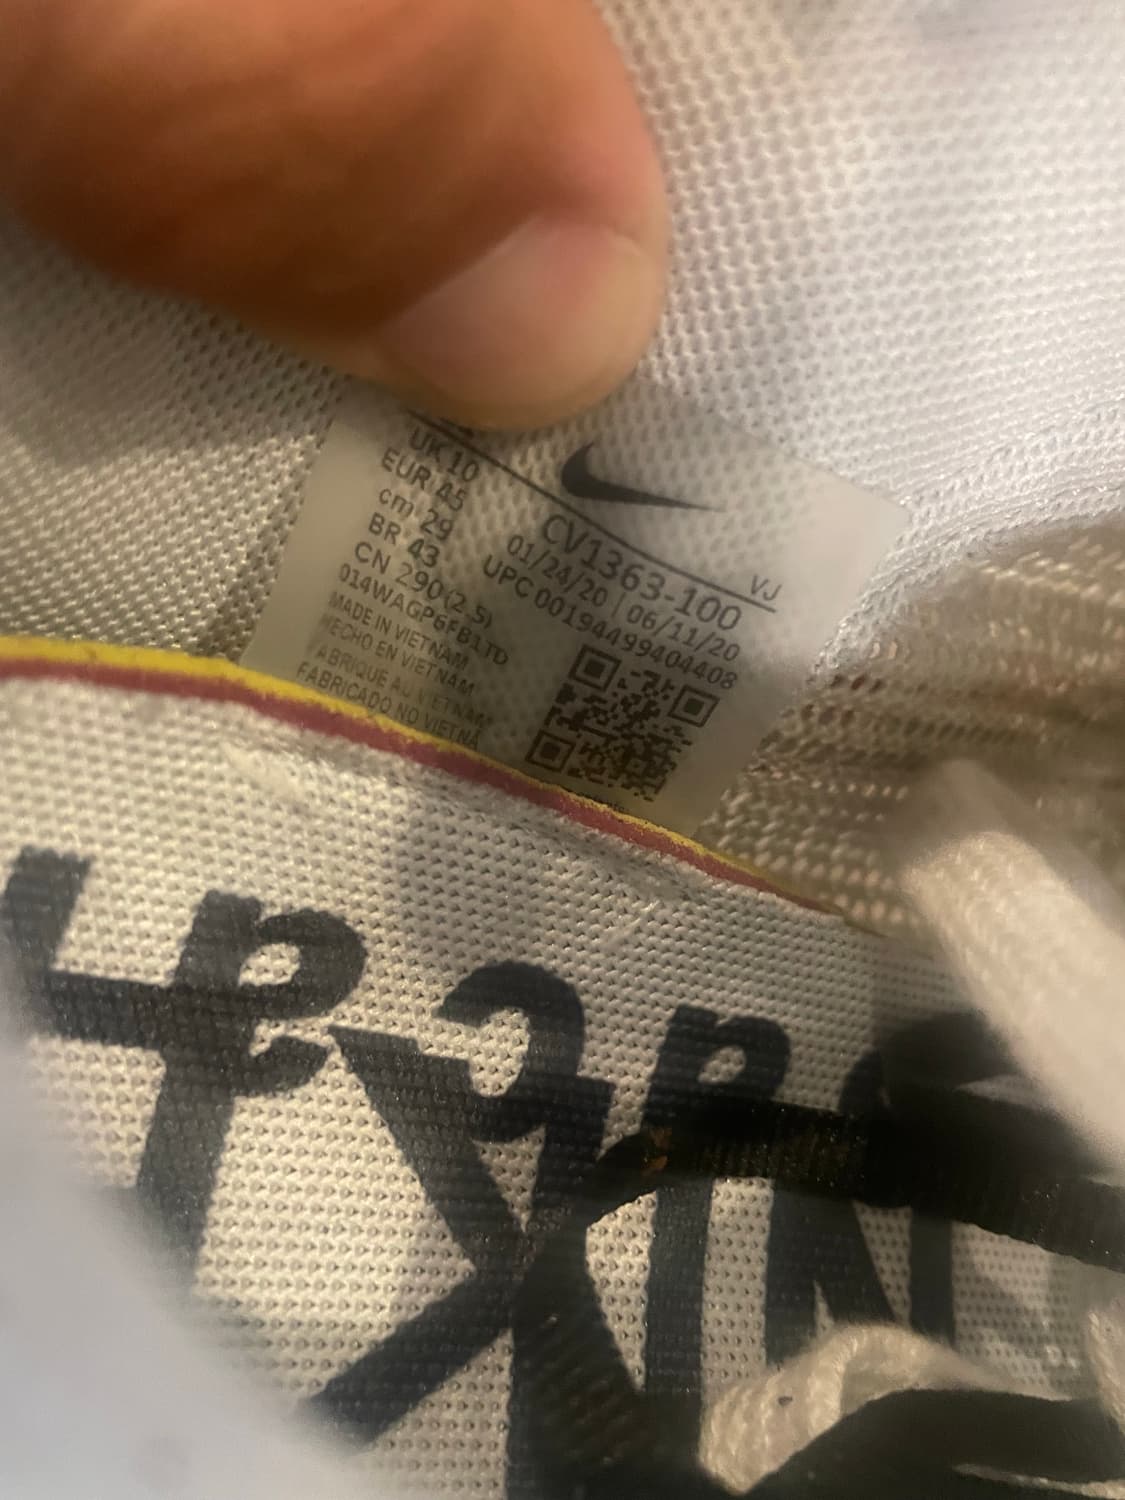 UK 10
EUR 45
cm 29
BR 43
CN 290(2.5)
014WAGP6FB1TD
MADE IN VIETNAM
HECHO EN VIETNAM
FABRIQUE AU VIETNAM
FABRICADO NO VIETNÃ
VJ
CV1363-100
01/24/20 | 06/11/20
UPC 00194499404408